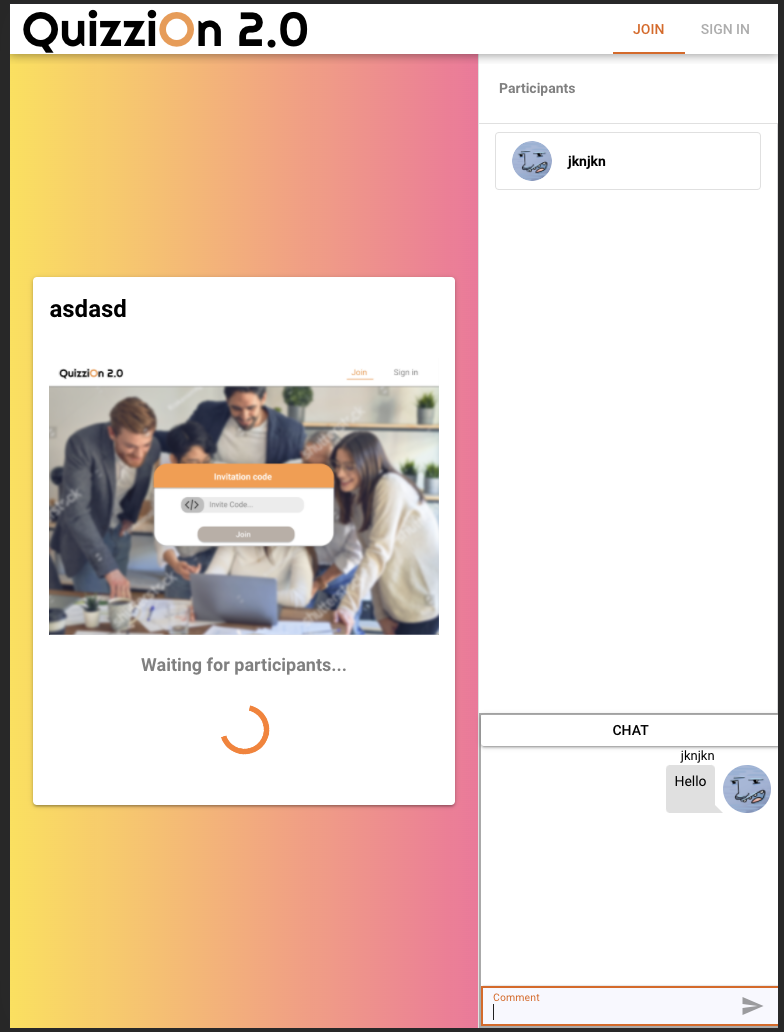 QuizziOn 2.0
JOIN
SIGN IN
Participants
jknjkn
asdasd
QuizziOn 2.0
Join
Sign in
Invitation code
</>
Invite Code...
Join
Waiting for participants...
CHAT
jknjkn
Hello
Comment